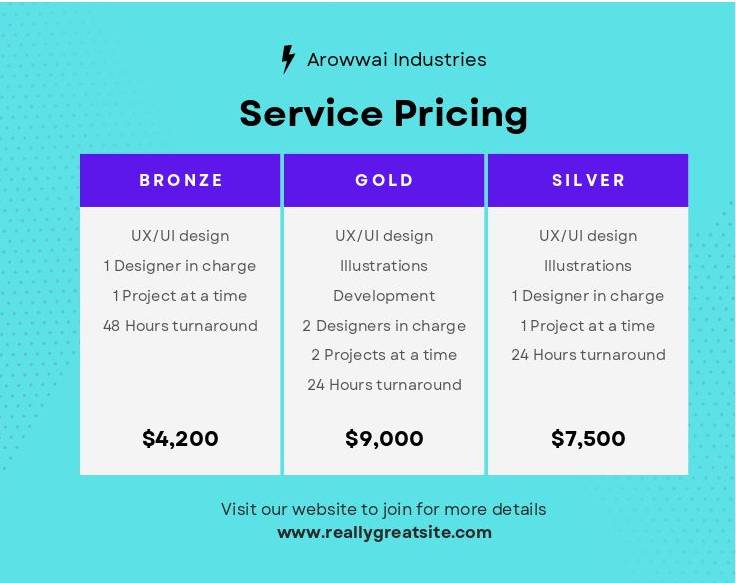 Arowwai Industries
Service Pricing
BRONZE
UX/UI design
1 Designer in charge
1 Project at a time
48 Hours turnaround
$4,200
GOLD
UX/UI design
Illustrations
Development
2 Designers in charge
2 Projects at a time
24 Hours turnaround
$9,000
SILVER
UX/UI design
Illustrations
1 Designer in charge
1 Project at a time
24 Hours turnaround
$7,500
Visit our website to join for more details
www.reallygreatsite.com